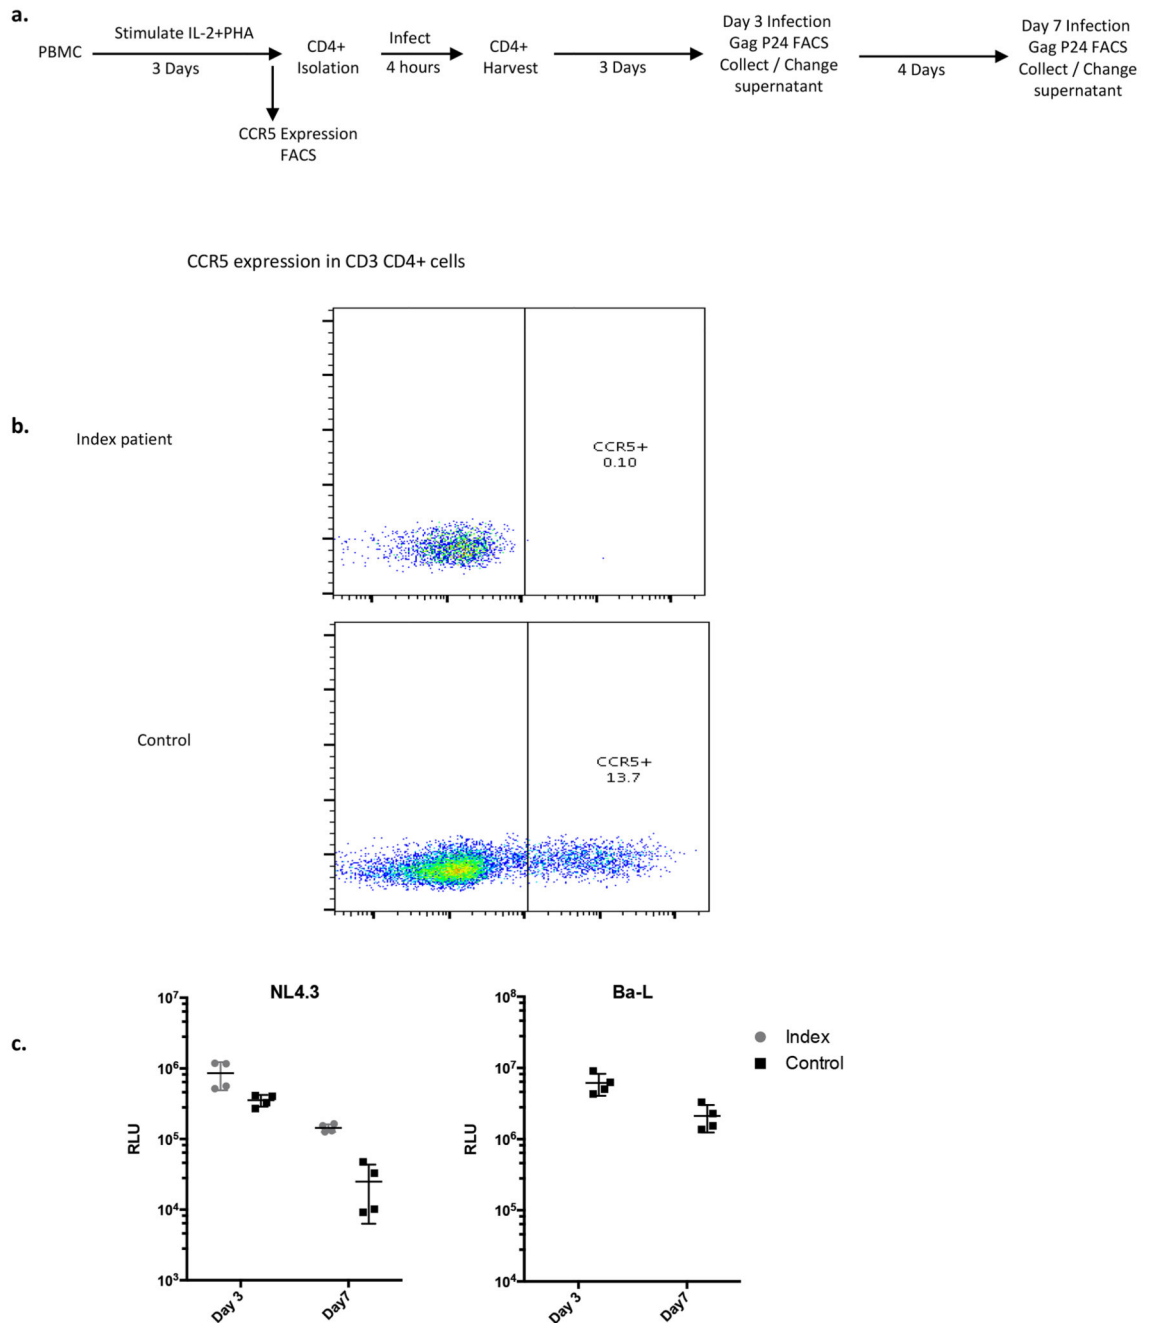 a.
PBMC
Stimulate IL-2+PHA
3 Days
CCR5 Expression
FACS
CD4+
Isolation
Infect
4 hours
CD4+
Harvest
3 Days
Day 3 Infection
Gag P24 FACS
Collect / Change
supernatant
4 Days
Day 7 Infection
Gag P24 FACS
Collect / Change
supernatant
CCR5 expression in CD3 CD4+ cells
b.
Index patient
CCR5+
0.10
Control
CCR5+
13.7
c.
NL4.3
RLU
10⁷
10⁶
10⁵
10⁴
10³
Day 3
Day7
Ba-L
RLU
10⁸
10⁷
10⁶
10⁵
10⁴
Day 3
Day7
Index
Control